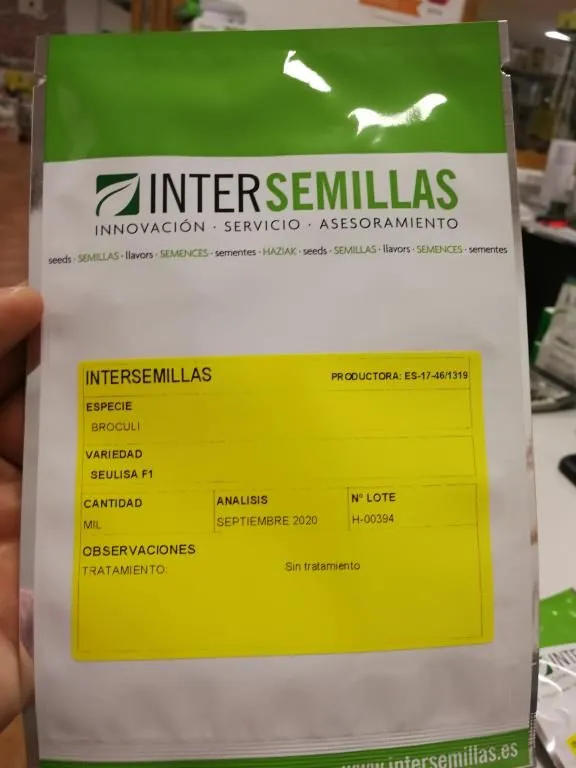 INTERSEMILLAS
INNOVACIÓN · SERVICIO · ASESORAMIENTO
seeds · SEMILLAS · llavors · SEMENCES · sementes · HAZIAK · seeds · SEMILLAS · llavors · SEMENCES · sementes
INTERSEMILLAS PRODUCTORA: ES-17-46/1319
ESPECIE
BROCULI
VARIEDAD
SEULISA F1
CANTIDAD ANALISIS Nº LOTE
MIL SEPTIEMBRE 2020 H-00394
OBSERVACIONES
TRATAMIENTO: Sin tratamiento
www.intersemillas.es